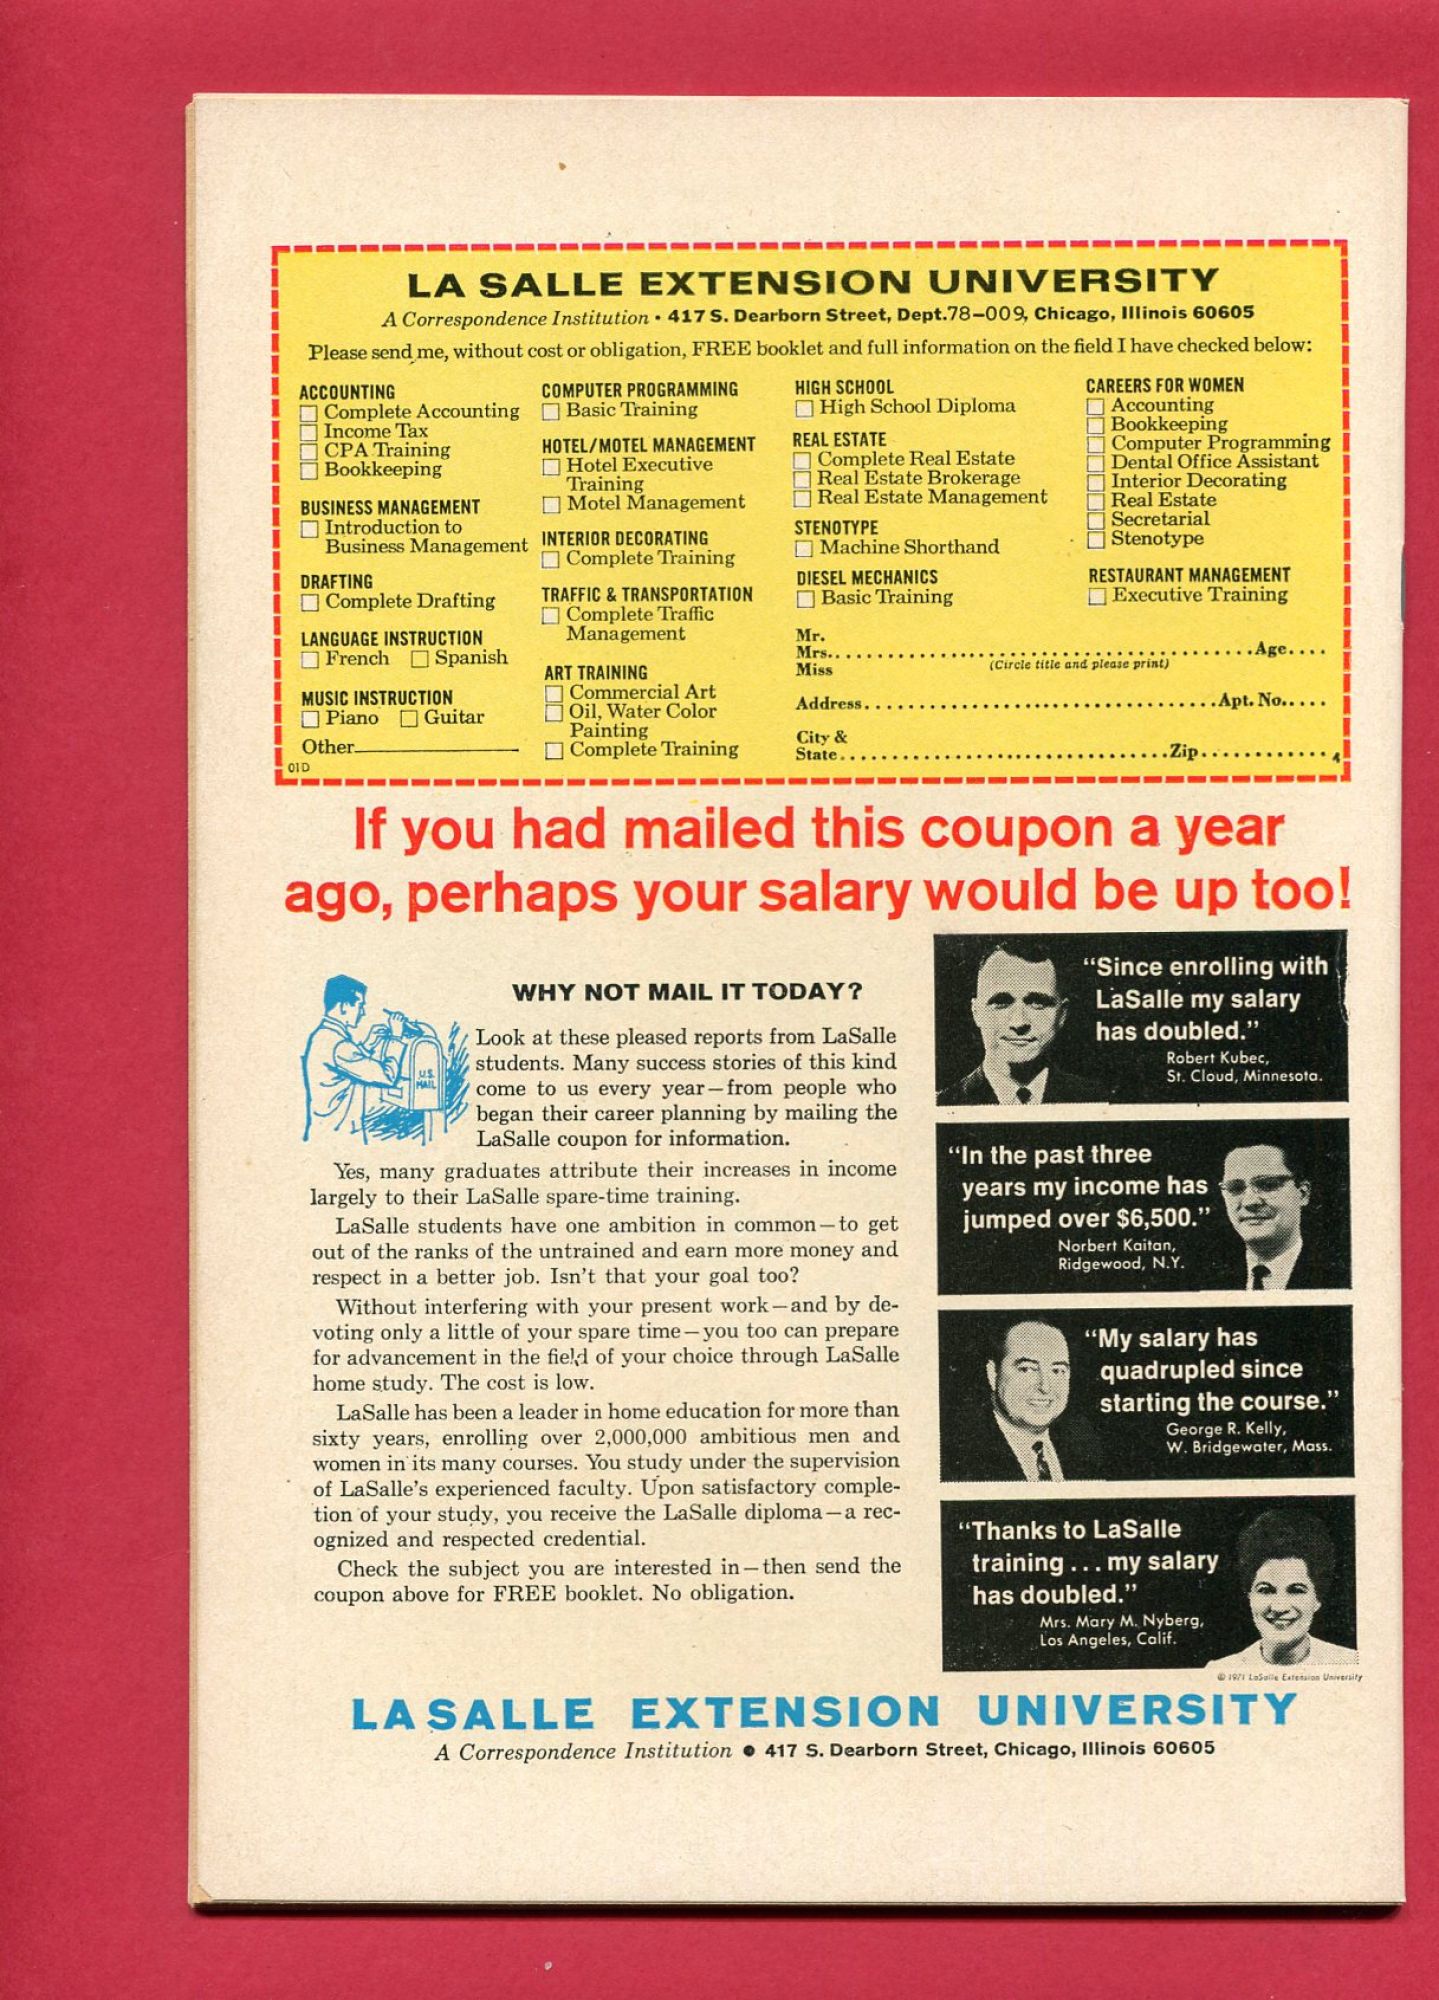 LA SALLE EXTENSION UNIVERSITY
A Correspondence Institution • 417 S. Dearborn Street, Dept.78-009, Chicago, Illinois 60605
Please send me, without cost or obligation, FREE booklet and full information on the field I have checked below:
ACCOUNTING
Complete Accounting
Income Tax
CPA Training
Bookkeeping
BUSINESS MANAGEMENT
Introduction to
Business Management
DRAFTING
Complete Drafting
LANGUAGE INSTRUCTION
French Spanish
MUSIC INSTRUCTION
Piano Guitar
Other
01D
COMPUTER PROGRAMMING
Basic Training
HOTEL/MOTEL MANAGEMENT
Hotel Executive
Training
Motel Management
INTERIOR DECORATING
Complete Training
TRAFFIC & TRANSPORTATION
Complete Traffic
Management
ART TRAINING
Commercial Art
Oil, Water Color
Painting
Complete Training
HIGH SCHOOL
High School Diploma
REAL ESTATE
Complete Real Estate
Real Estate Brokerage
Real Estate Management
STENOTYPE
Machine Shorthand
DIESEL MECHANICS
Basic Training
CAREERS FOR WOMEN
Accounting
Bookkeeping
Computer Programming
Dental Office Assistant
Interior Decorating
Real Estate
Secretarial
Stenotype
RESTAURANT MANAGEMENT
Executive Training
Mr.
Mrs. Age
(Circle title and please print)
Miss
Address Apt. No.
City &
State Zip
4
If you had mailed this coupon a year
ago, perhaps your salary would be up too!
WHY NOT MAIL IT TODAY?
U.S.
MAIL
Look at these pleased reports from LaSalle
students. Many success stories of this kind
come to us every year—from people who
began their career planning by mailing the
LaSalle coupon for information.
Yes, many graduates attribute their increases in income
largely to their LaSalle spare-time training.
LaSalle students have one ambition in common—to get
out of the ranks of the untrained and earn more money and
respect in a better job. Isn't that your goal too?
Without interfering with your present work—and by de-
voting only a little of your spare time—you too can prepare
for advancement in the field of your choice through LaSalle
home study. The cost is low.
LaSalle has been a leader in home education for more than
sixty years, enrolling over 2,000,000 ambitious men and
women in its many courses. You study under the supervision
of LaSalle's experienced faculty. Upon satisfactory comple-
tion of your study, you receive the LaSalle diploma—a rec-
ognized and respected credential.
Check the subject you are interested in—then send the
coupon above for FREE booklet. No obligation.
“Since enrolling with
LaSalle my salary
has doubled.”
Robert Kubec,
St. Cloud, Minnesota.
“In the past three
years my income has
jumped over $6,500.”
Norbert Kaitan,
Ridgewood, N.Y.
“My salary has
quadrupled since
starting the course.”
George R. Kelly,
W. Bridgewater, Mass.
“Thanks to LaSalle
training . . . my salary
has doubled.”
Mrs. Mary M. Nyberg,
Los Angeles, Calif.
© 1971 LaSalle Extension University
LA SALLE EXTENSION UNIVERSITY
A Correspondence Institution • 417 S. Dearborn Street, Chicago, Illinois 60605